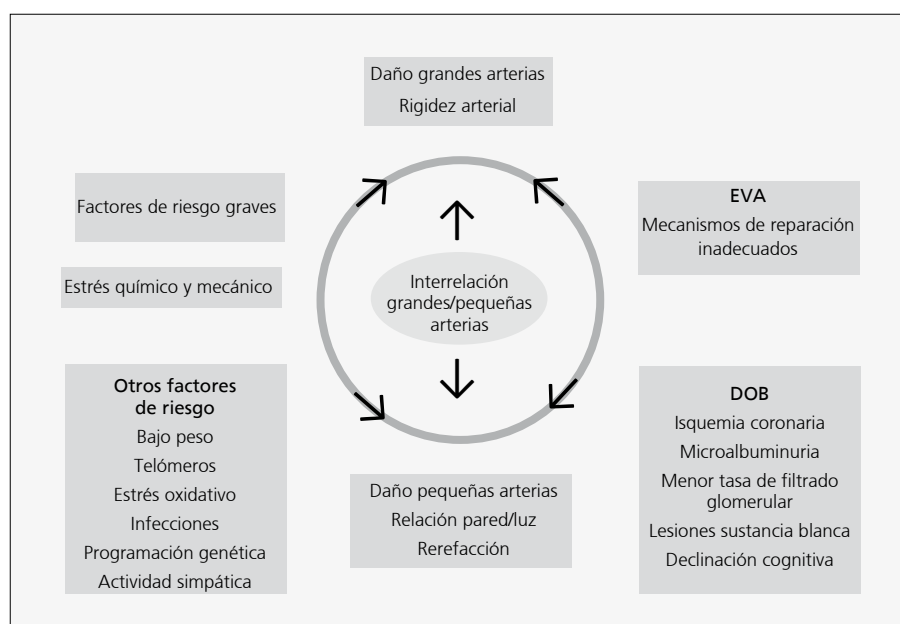 Daño grandes arterias
Rigidez arterial
Factores de riesgo graves
Estrés químico y mecánico
EVA
Mecanismos de reparación
inadecuados
Interrelación
grandes/pequeñas
arterias
Otros factores
de riesgo
Bajo peso
Telómeros
Estrés oxidativo
Infecciones
Programación genética
Actividad simpática
Daño pequeñas arterias
Relación pared/luz
Rerefacción
DOB
Isquemia coronaria
Microalbuminuria
Menor tasa de filtrado
glomerular
Lesiones sustancia blanca
Declinación cognitiva